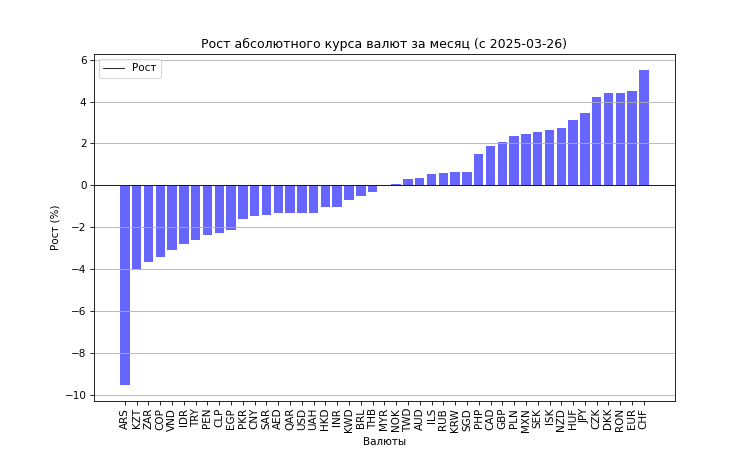 Рост абсолютного курса валют за месяц (с 2025-03-26)
Рост
6
4
2
0
−2
−4
−6
−8
−10
Рост (%)
ARS
KZT
ZAR
COP
VND
IDR
TRY
PEN
CLP
EGP
PKR
CNY
SAR
AED
QAR
USD
UAH
HKD
INR
KWD
BRL
THB
MYR
NOK
TWD
AUD
ILS
RUB
KRW
SGD
PHP
CAD
GBP
PLN
MXN
SEK
ISK
NZD
HUF
JPY
CZK
DKK
RON
EUR
CHF
Валюты